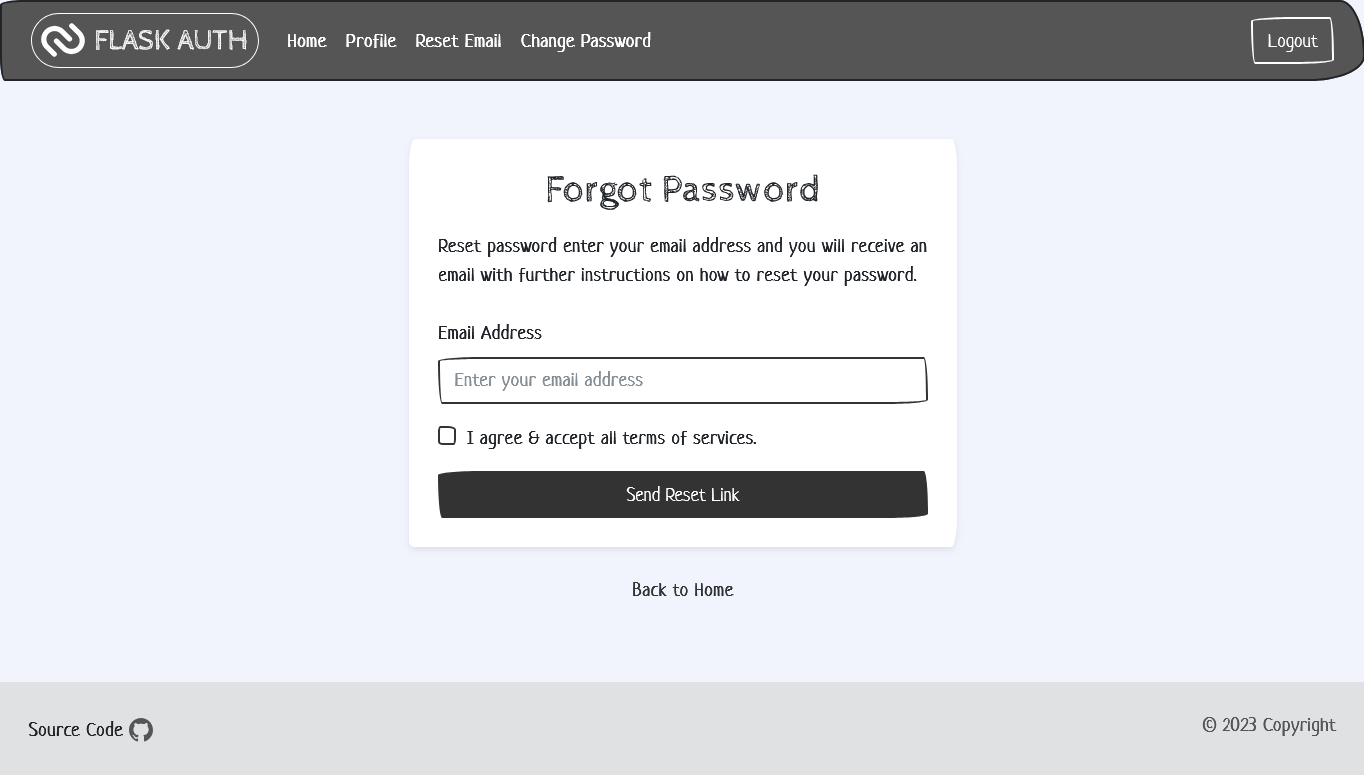 FLASK AUTH
Home Profile Reset Email Change Password
Logout
Forgot Password
Reset password enter your email address and you will receive an
email with further instructions on how to reset your password.
Email Address
Enter your email address
I agree & accept all terms of services.
Send Reset Link
Back to Home
Source Code
© 2023 Copyright